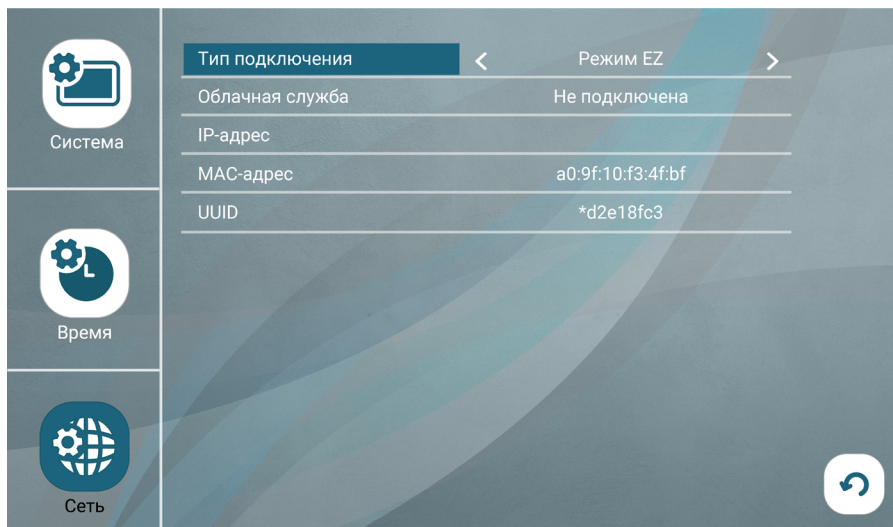 Система
Время
Сеть
Тип подключения Режим EZ
Облачная служба Не подключена
IP-адрес
MAC-адрес a0:9f:10:f3:4f:bf
UUID *d2e18fc3